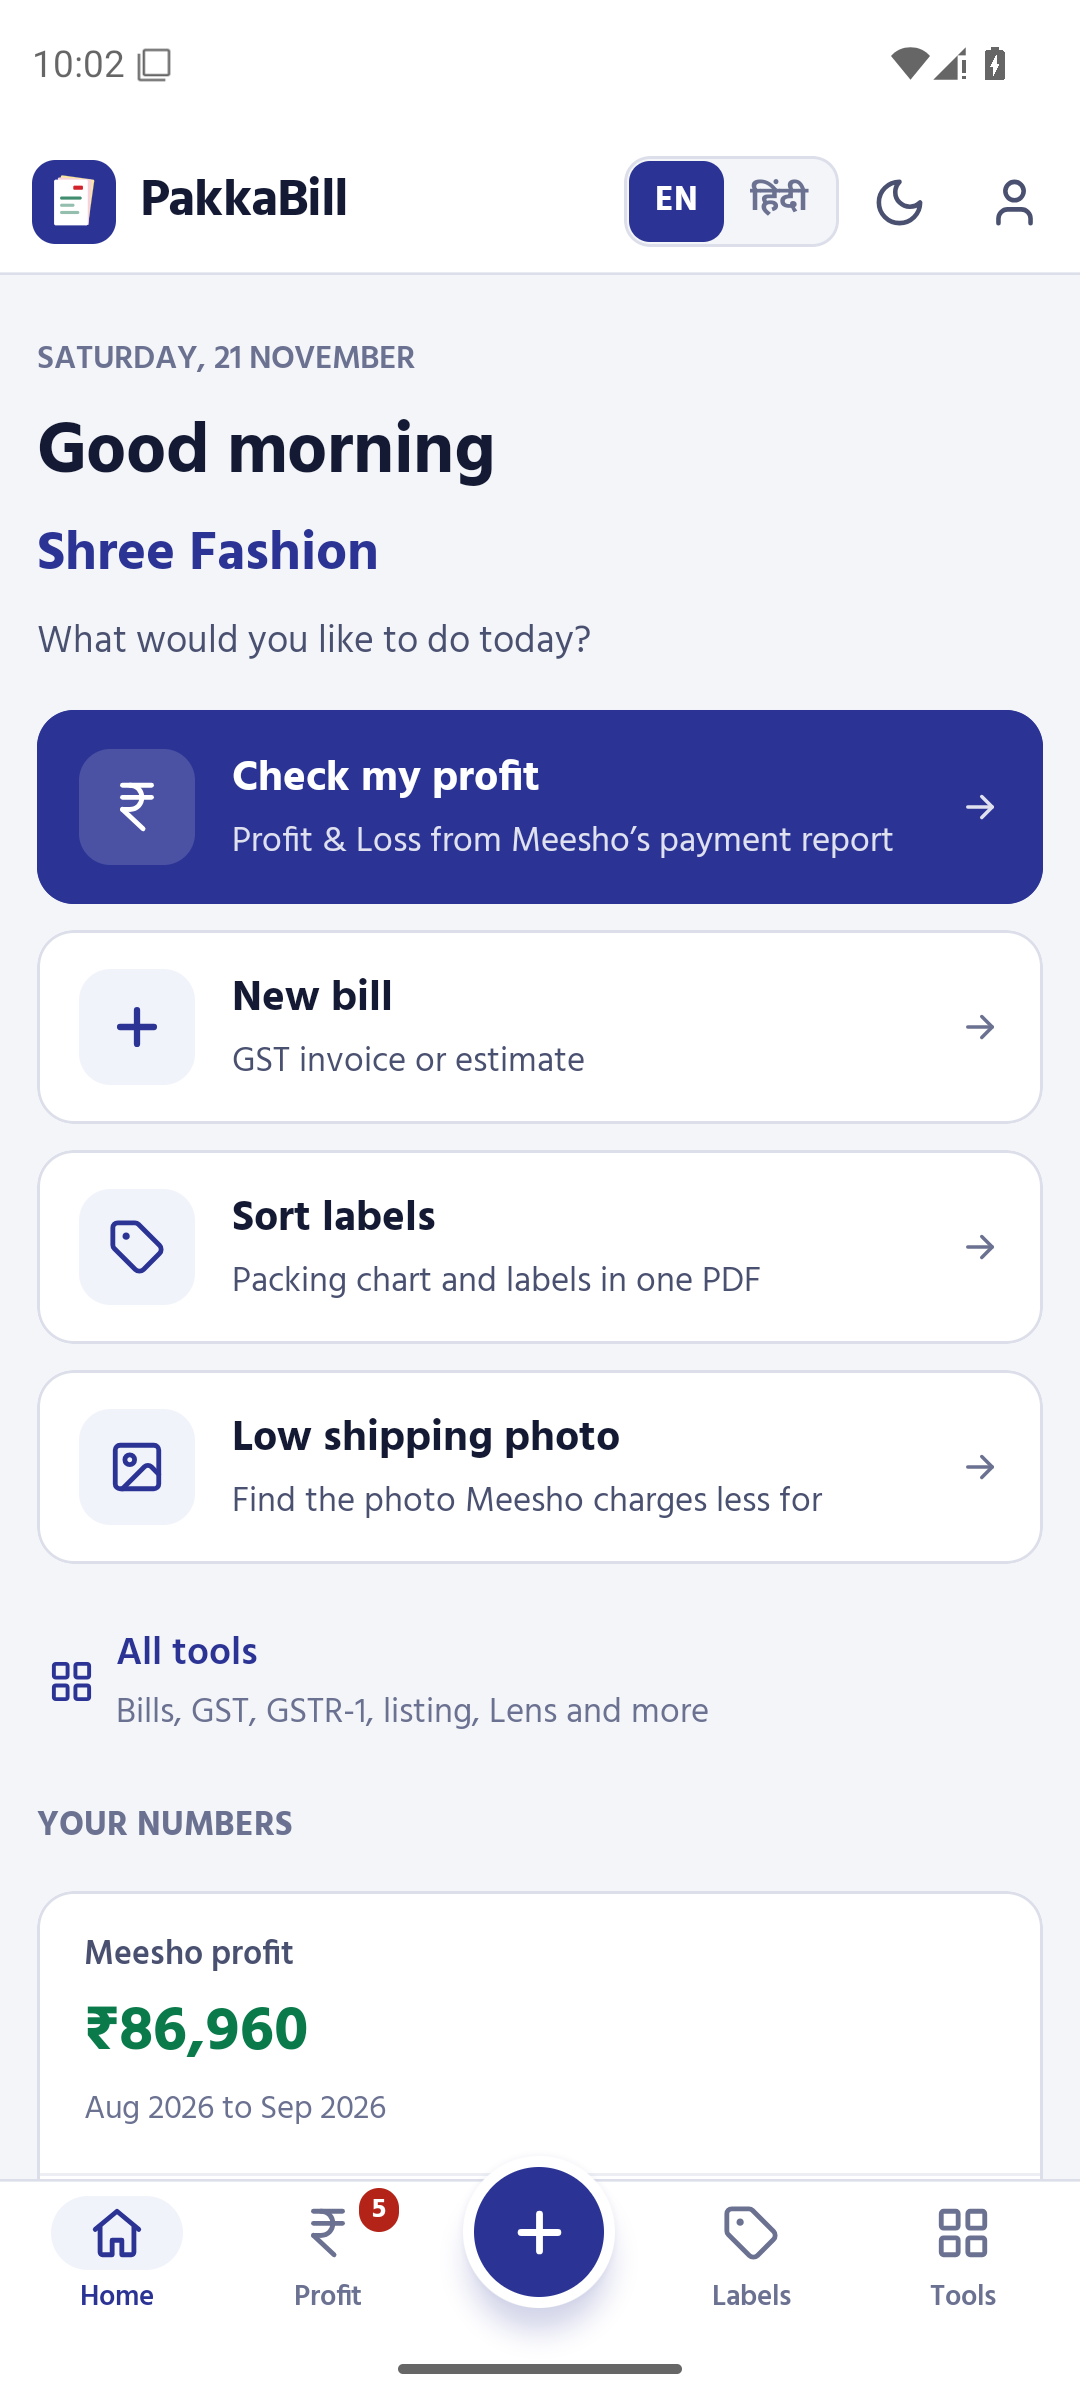 10:02
PakkaBill
EN हिंदी
SATURDAY, 21 NOVEMBER
Good morning
Shree Fashion
What would you like to do today?
Check my profit
Profit & Loss from Meesho’s payment report
New bill
GST invoice or estimate
Sort labels
Packing chart and labels in one PDF
Low shipping photo
Find the photo Meesho charges less for
All tools
Bills, GST, GSTR-1, listing, Lens and more
YOUR NUMBERS
Meesho profit
₹86,960
Aug 2026 to Sep 2026
5
Home Profit Labels Tools